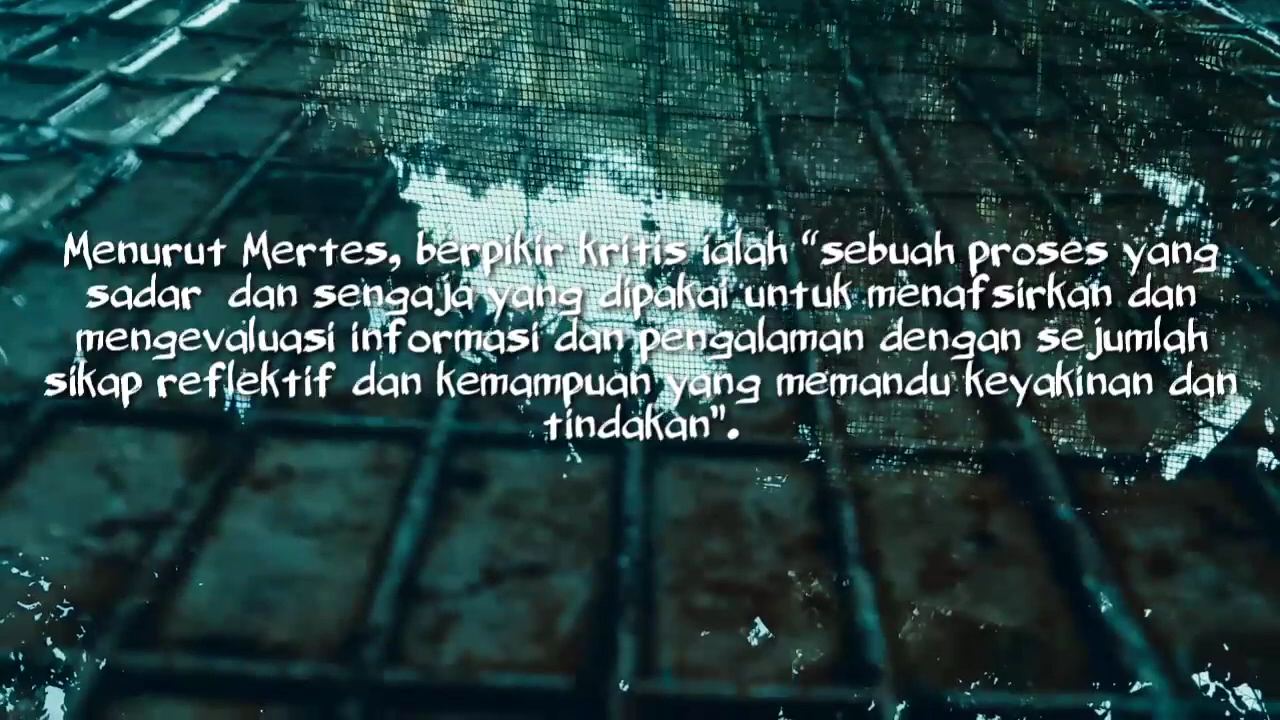 Menurut Mertes, berpikir kritis ialah “sebuah proses yang
sadar dan sengaja yang dipakai untuk menafsirkan dan
mengevaluasi informasi dan pengalaman dengan sejumlah
sikap reflektif dan kemampuan yang memandu keyakinan dan
tindakan".